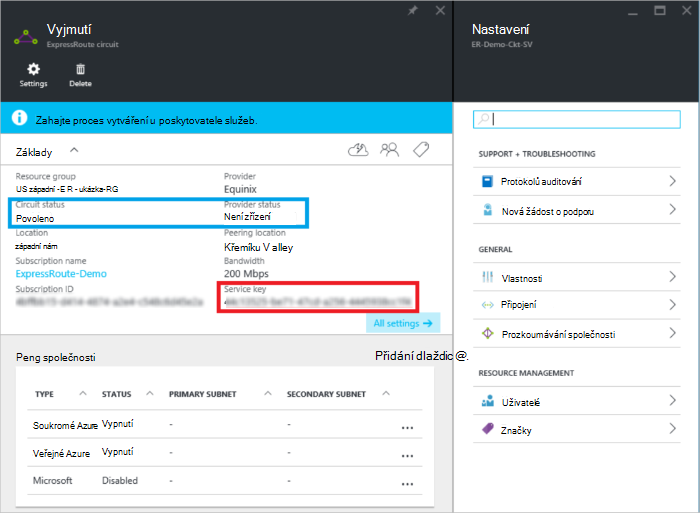 Vyjmutí
ExpressRoute circuit
Settings
Delete
Zahajte proces vytváření u poskytovatele služeb.
Základy
Resource group
Provider
US západní -E R - ukázka-RG
Equinix
Circuit status
Provider status
Povoleno
Není zřízení
Location
Peering location
západní nám
Křemíku V alley
Subscription name
Bandwidth
ExpressRoute-Demo
200 Mbps
Subscription ID
Service key
All settings →
Peng společnosti
Přidání dlaždic @.
TYPE STATUS PRIMARY SUBNET SECONDARY SUBNET
Soukromé Azure Vypnutí - - ...
Veřejné Azure Vypnutí - - ...
Microsoft Disabled - - ...
Nastavení
ER-Demo-Ckt-SV
SUPPORT + TROUBLESHOOTING
Protokolů auditování
Nová žádost o podporu
GENERAL
Vlastnosti
Připojení
Prozkoumávání společnosti
RESOURCE MANAGEMENT
Uživatelé
Značky